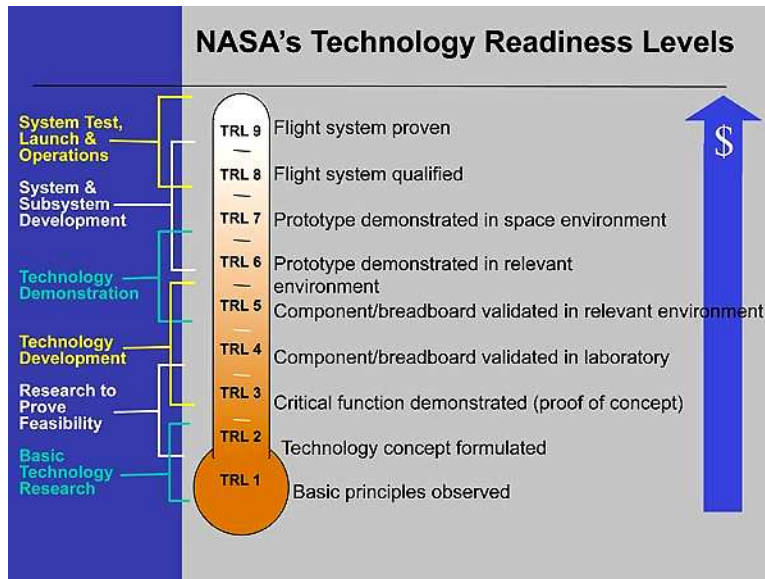 NASA's Technology Readiness Levels
System Test,
Launch &
Operations
System &
Subsystem
Development
Technology
Demonstration
Technology
Development
Research to
Prove
Feasibility
Basic
Technology
Research
TRL 9
Flight system proven
TRL 8
Flight system qualified
TRL 7
Prototype demonstrated in space environment
TRL 6
Prototype demonstrated in relevant
environment
TRL 5
Component/breadboard validated in relevant environment
TRL 4
Component/breadboard validated in laboratory
TRL 3
Critical function demonstrated (proof of concept)
TRL 2
Technology concept formulated
TRL 1
Basic principles observed
$